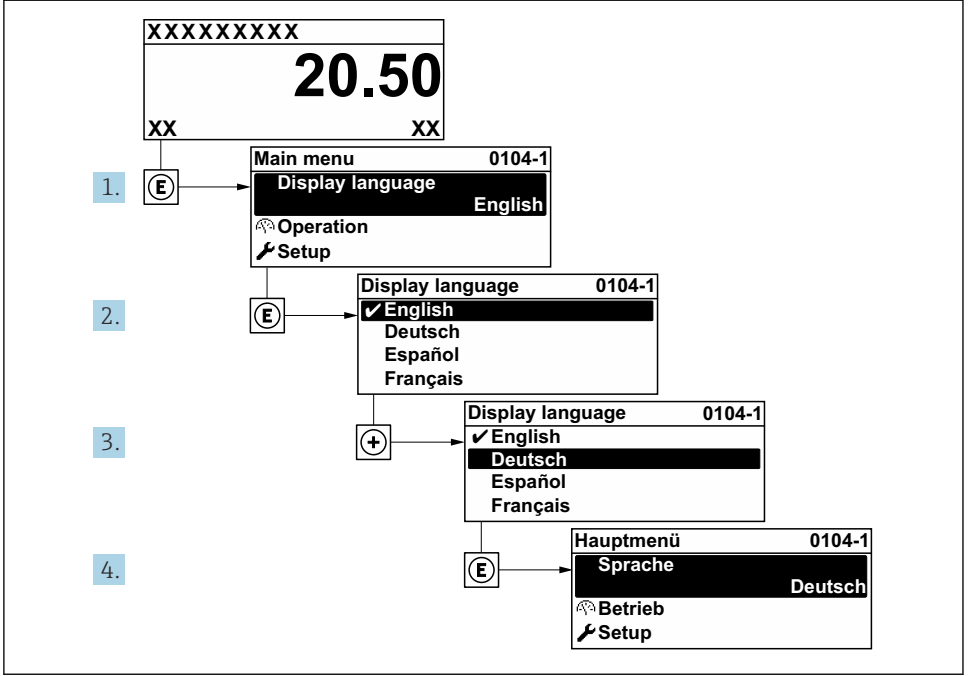 XXXXXXXXX
20.50
XX XX
1. E
Main menu 0104-1
Display language
English
Operation
Setup
2. E
Display language 0104-1
✔English
Deutsch
Español
Français
3. +
Display language 0104-1
✔English
Deutsch
Español
Français
4. E
Hauptmenü 0104-1
Sprache
Deutsch
Betrieb
Setup